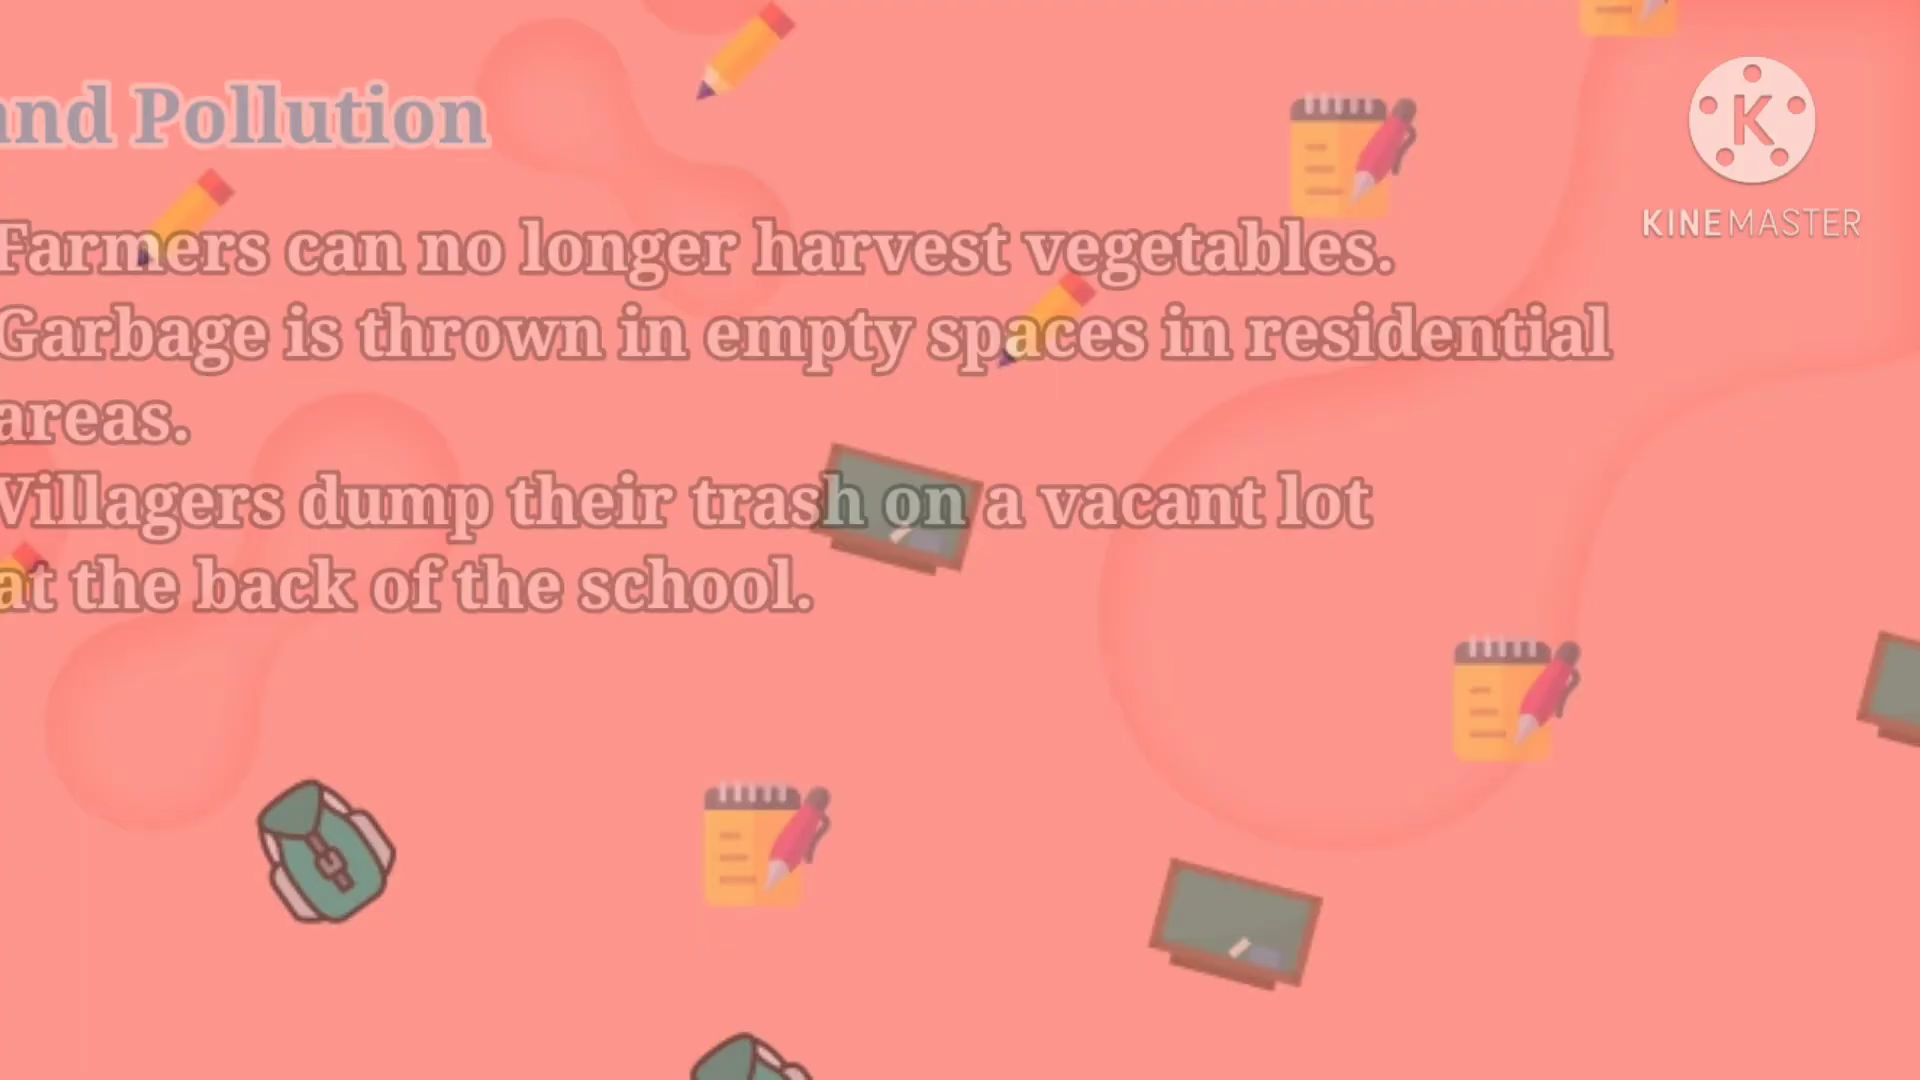 and Pollution
Farmers can no longer harvest vegetables.
Garbage is thrown in empty spaces in residential
areas.
Villagers dump their trash on a vacant lot
at the back of the school.
K
KINEMASTER